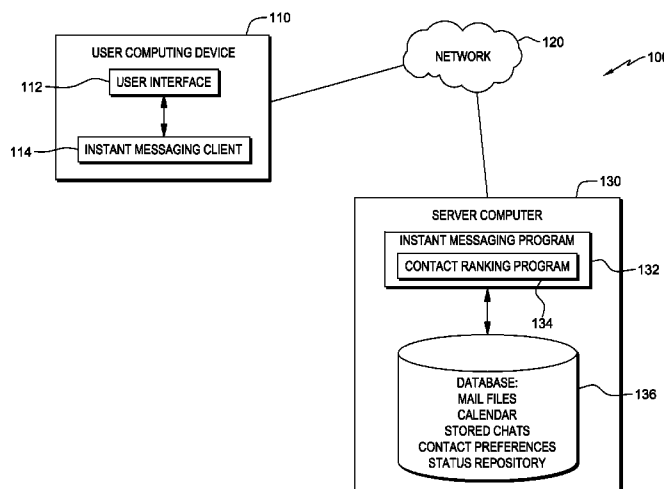 110
USER COMPUTING DEVICE
112
USER INTERFACE
114
INSTANT MESSAGING CLIENT
NETWORK
120
130
SERVER COMPUTER
INSTANT MESSAGING PROGRAM
CONTACT RANKING PROGRAM
132
134
DATABASE:
MAIL FILES
CALENDAR
STORED CHATS
CONTACT PREFERENCES
STATUS REPOSITORY
136